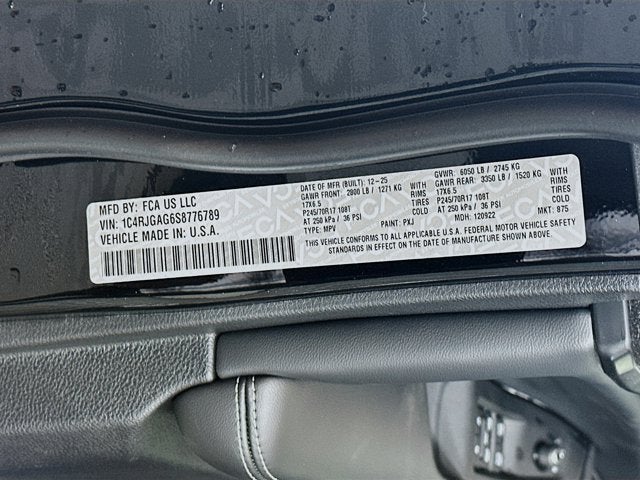 MFD BY: FCA US LLC
VIN: 1C4RJGAG6S8776789
VEHICLE MADE IN U.S.A.
DATE OF MFR (BUILT): 12-25
GAWR FRONT: 2800 LB / 1271 KG WITH
17X6.5 RIMS
P245/70R17 108T
AT 250 kPa / 36 PSI COLD
TYPE: MPV PAINT: PXJ
GVWR: 6050 LB / 2745 KG
GAWR REAR: 3350 LB / 1520 KG WITH
17X6.5 RIMS
P245/70R17 108T
AT 250 kPa / 36 PSI COLD
MDH: 120922 MKT: 875
THIS VEHICLE CONFORMS TO ALL APPLICABLE U.S.A. FEDERAL MOTOR VEHICLE SAFETY
STANDARDS IN EFFECT ON THE DATE OF MANUFACTURE SHOWN ABOVE.